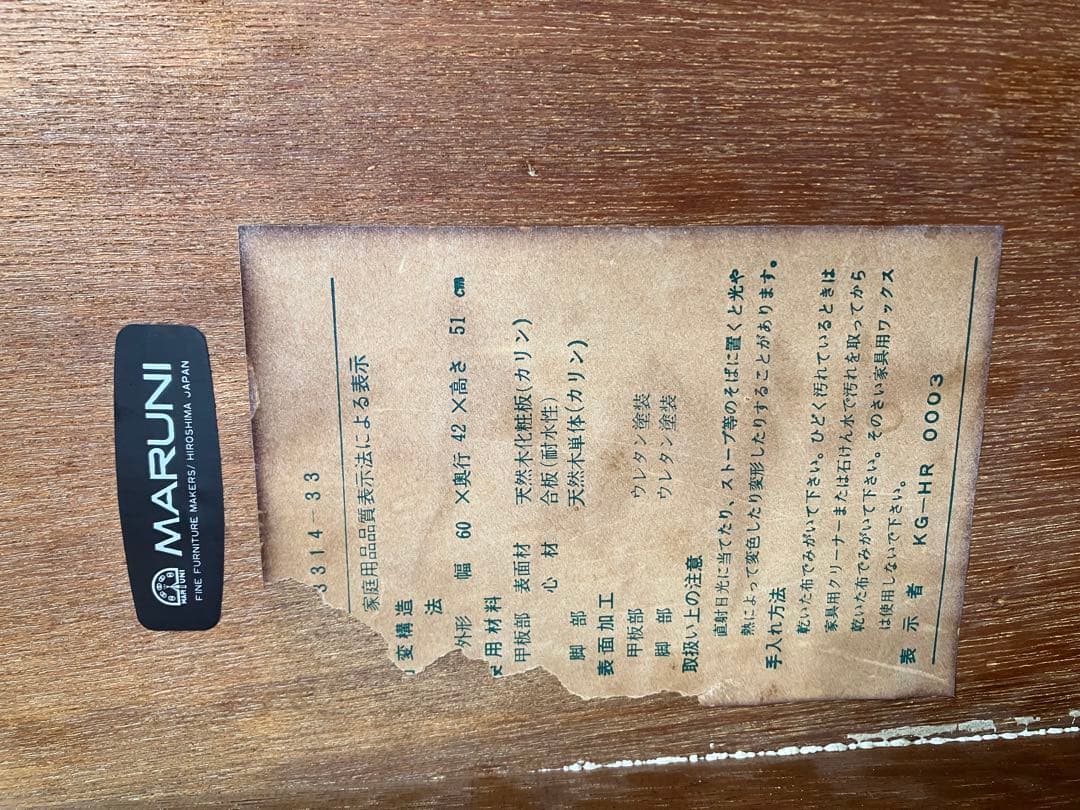 MARUNI
MARUNI
FINE FURNITURE MAKERS/HIROSHIMA JAPAN
3314-33
家庭用品品質表示法による表示
変構造
外形 法 幅 60 ×奥行 42 ×高さ 51 cm
用材料
甲板部 表面材 天然木化粧板(カリン)
心 材 合板(耐水性)
脚 部 天然木単体(カリン)
表面加工
甲板部 ウレタン塗装
脚 部 ウレタン塗装
取扱い上の注意
直射日光に当てたり、ストーブ等のそばに置くと光や
熱によって変色したり変形したりすることがあります。
手入れ方法
乾いた布でみがいて下さい。ひどく汚れているときは
家具用クリーナーまたは石けん水で汚れを取ってから
乾いた布でみがいて下さい。そのさい家具用ワックス
は使用しないで下さい。
表 示 者 KG-HR 0003